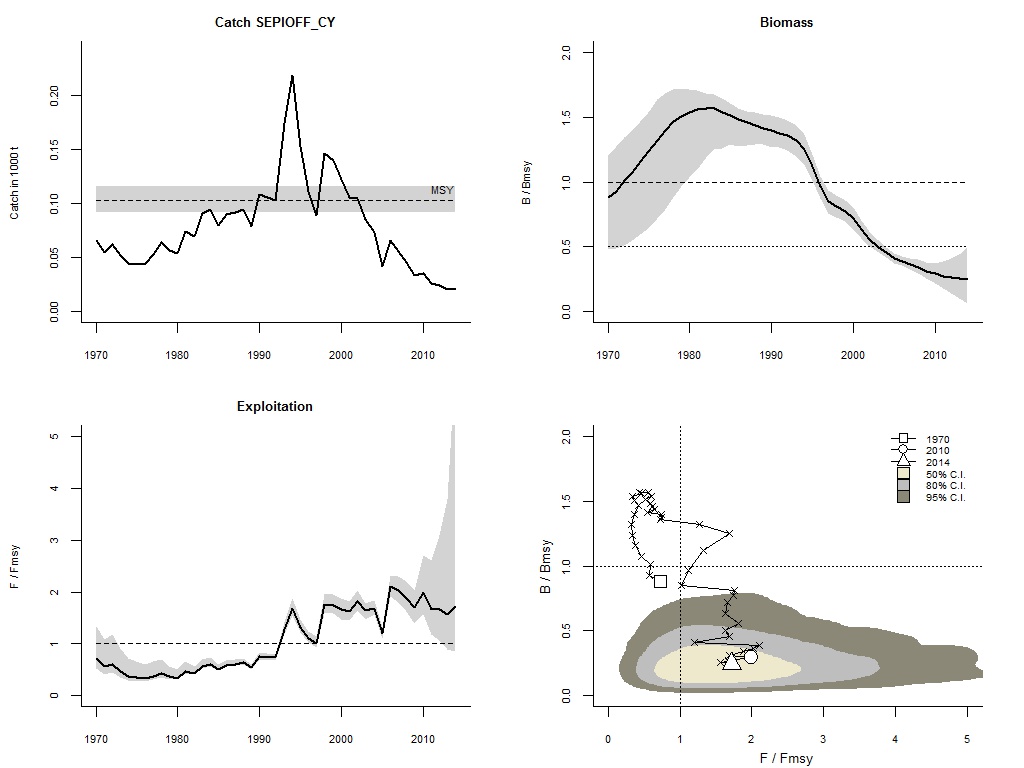 Catch SEPIOFF_CY
Catch in 1000 t
0.20
0.15
0.10
0.05
0.00
MSY
1970 1980 1990 2000 2010
Biomass
B / Bmsy
2.0
1.5
1.0
0.5
0.0
1970 1980 1990 2000 2010
Exploitation
F / Fmsy
5
4
3
2
1
0
1970 1980 1990 2000 2010
B / Bmsy
2.0
1.5
1.0
0.5
0.0
1970
2010
2014
50% C.I.
80% C.I.
95% C.I.
0 1 2 3 4 5
F / Fmsy